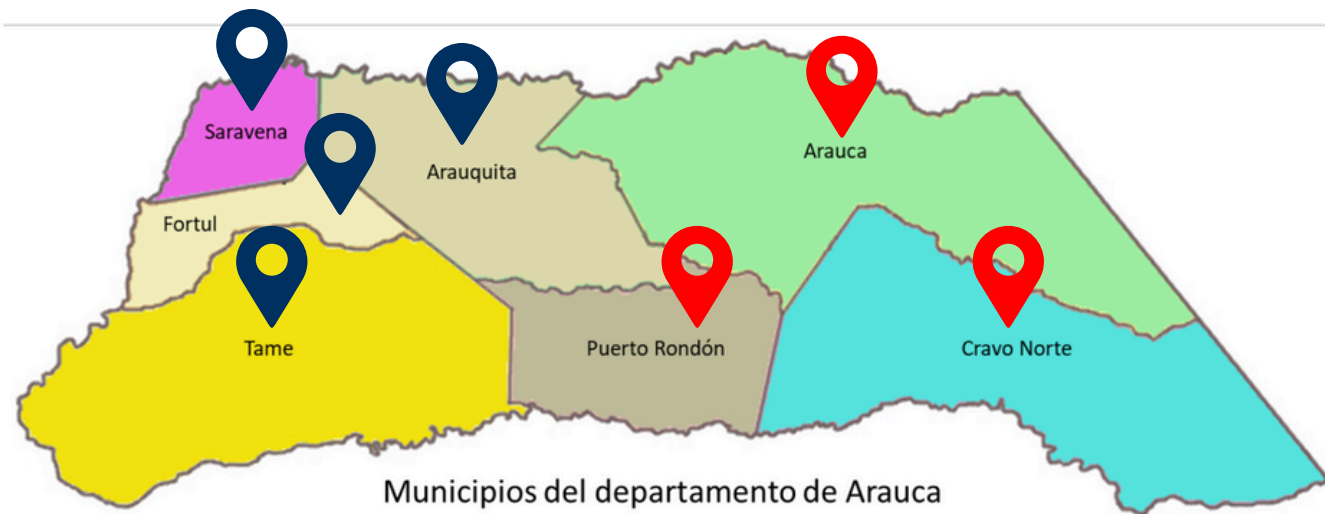 Saravena
Arauca
Arauquita
Fortul
Tame
Puerto Rondón
Cravo Norte
Municipios del departamento de Arauca